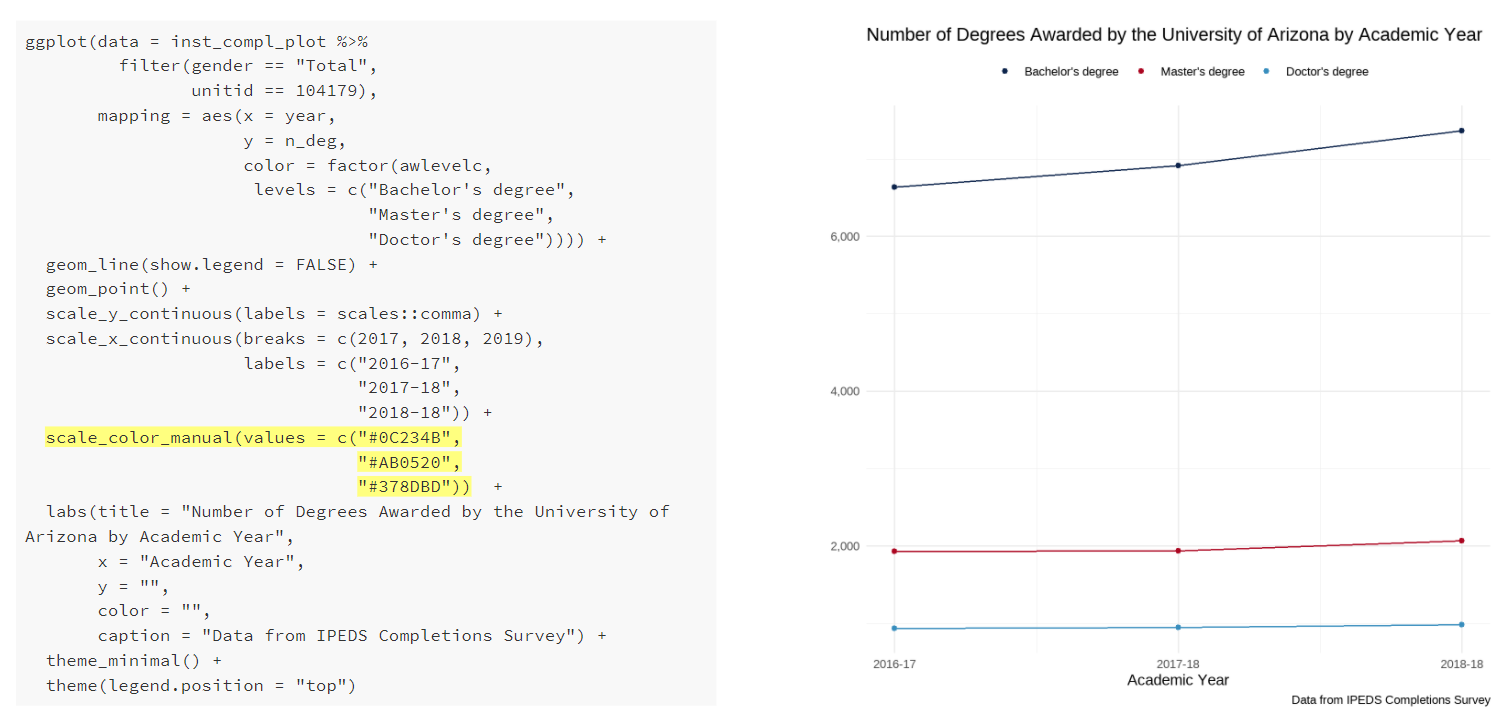 ggplot(data = inst_compl_plot %>%
filter(gender == "Total",
unitid == 104179),
mapping = aes(x = year,
y = n_deg,
color = factor(awlevelc,
levels = c("Bachelor's degree",
"Master's degree",
"Doctor's degree")))) +
geom_line(show.legend = FALSE) +
geom_point() +
scale_y_continuous(labels = scales::comma) +
scale_x_continuous(breaks = c(2017, 2018, 2019),
labels = c("2016-17",
"2017-18",
"2018-18")) +
scale_color_manual(values = c("#0C234B",
"#AB0520",
"#378DBD")) +
labs(title = "Number of Degrees Awarded by the University of
Arizona by Academic Year",
x = "Academic Year",
y = "",
color = "",
caption = "Data from IPEDS Completions Survey") +
theme_minimal() +
theme(legend.position = "top")
Number of Degrees Awarded by the University of Arizona by Academic Year
Bachelor's degree Master's degree Doctor's degree
6,000
4,000
2,000
2016-17 2017-18 2018-18
Academic Year
Data from IPEDS Completions Survey